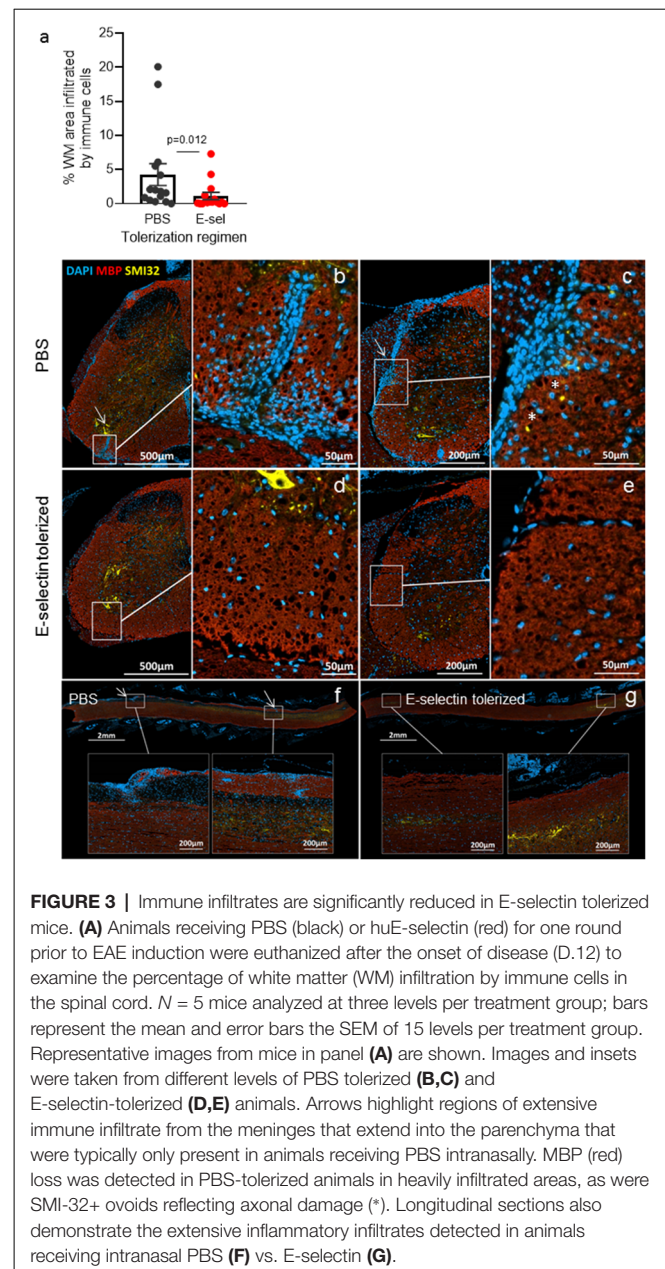 a
25
20
15
10
5
0
% WM area infiltrated
by immune cells
p=0.012
PBS E-sel
Tolerization regimen
DAPI MBP SMI32
PBS
b
c
*
*
500µm 50µm 200µm 50µm
E-selectin tolerized
d
e
500µm 50µm 200µm 50µm
PBS
f
2mm
200µm 200µm
E-selectin tolerized
g
2mm
200µm 200µm
FIGURE 3 | Immune infiltrates are significantly reduced in E-selectin tolerized
mice. (A) Animals receiving PBS (black) or huE-selectin (red) for one round
prior to EAE induction were euthanized after the onset of disease (D.12) to
examine the percentage of white matter (WM) infiltration by immune cells in
the spinal cord. N = 5 mice analyzed at three levels per treatment group; bars
represent the mean and error bars the SEM of 15 levels per treatment group.
Representative images from mice in panel (A) are shown. Images and insets
were taken from different levels of PBS tolerized (B,C) and
E-selectin-tolerized (D,E) animals. Arrows highlight regions of extensive
immune infiltrate from the meninges that extend into the parenchyma that
were typically only present in animals receiving PBS intranasally. MBP (red)
loss was detected in PBS-tolerized animals in heavily infiltrated areas, as were
SMI-32+ ovoids reflecting axonal damage (*). Longitudinal sections also
demonstrate the extensive inflammatory infiltrates detected in animals
receiving intranasal PBS (F) vs. E-selectin (G).